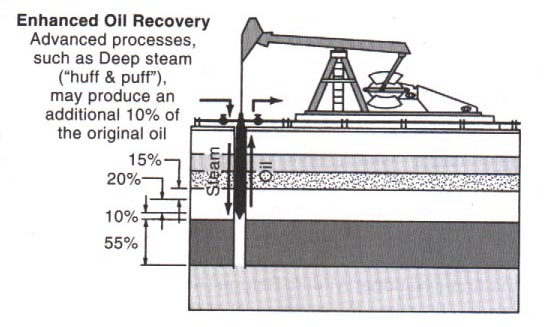 Enhanced Oil Recovery
Advanced processes,
such as Deep steam
("huff & puff"),
may produce an
additional 10% of
the original oil
15%
20%
10%
55%
Steam
Oil